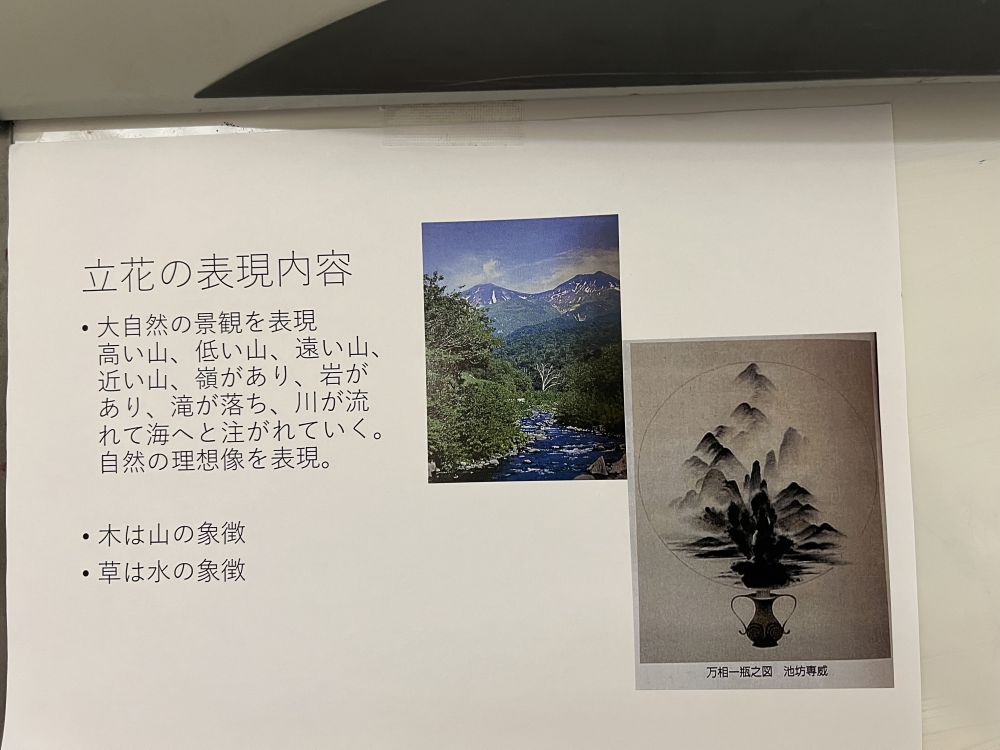 立花の表現内容
• 大自然の景観を表現
高い山、低い山、遠い山、
近い山、嶺があり、岩が
あり、滝が落ち、川が流
れて海へと注がれていく。
自然の理想像を表現。
• 木は山の象徴
• 草は水の象徴
万相一瓶之図　池坊専威